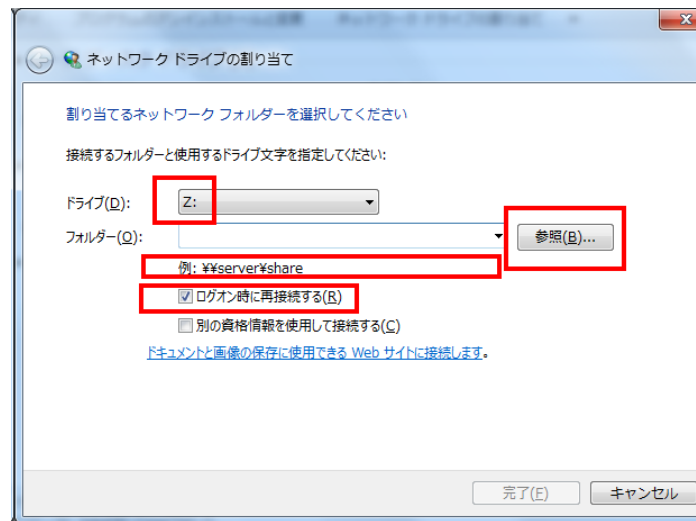 ネットワーク ドライブの割り当て
割り当てるネットワーク フォルダーを選択してください
接続するフォルダーと使用するドライブ文字を指定してください:
ドライブ(D): Z:
フォルダー(O): 参照(B)...
例: ¥¥server¥share
ログオン時に再接続する(R)
別の資格情報を使用して接続する(C)
ドキュメントと画像の保存に使用できる Web サイトに接続します。
完了(F) キャンセル